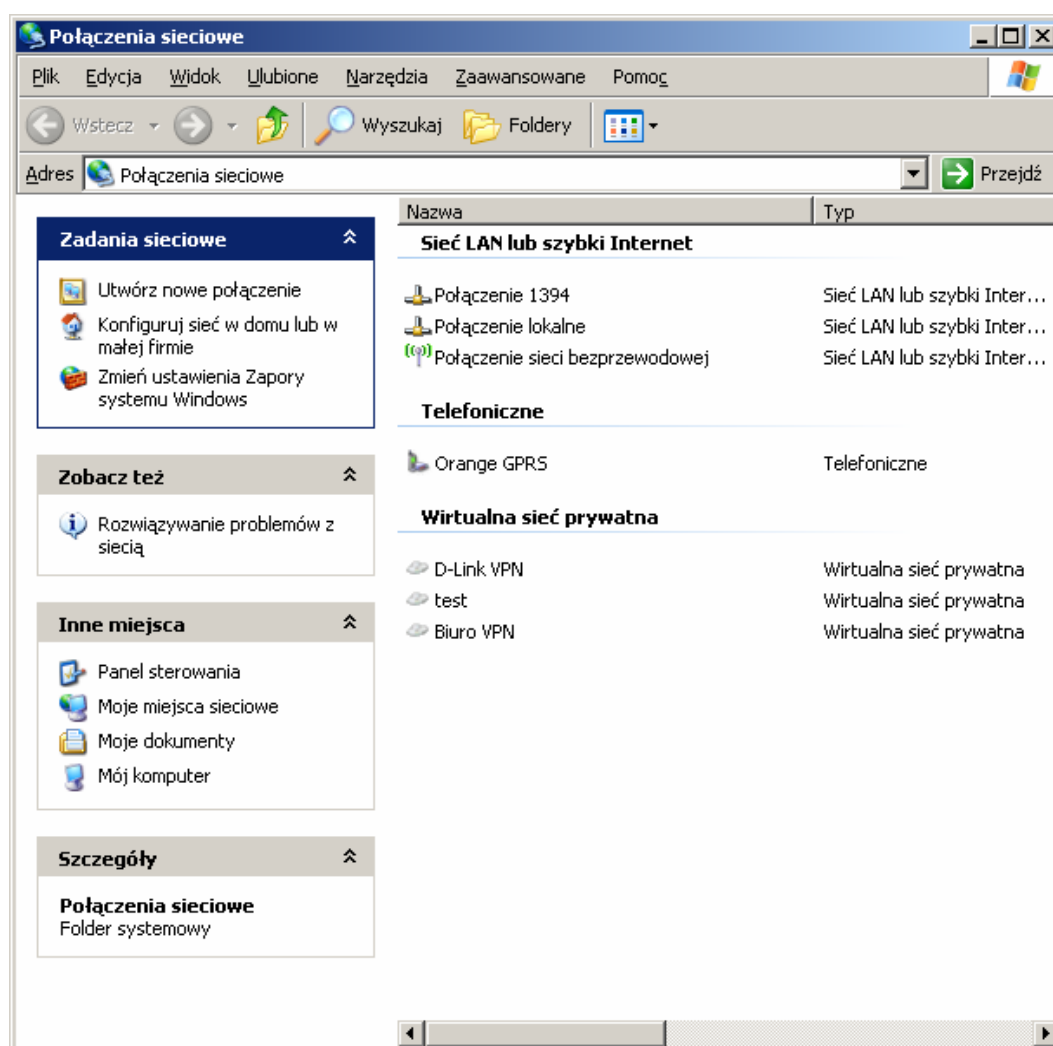 Połączenia sieciowe
Plik Edycja Widok Ulubione Narzędzia Zaawansowane Pomoc
Wstecz Wyszukaj Foldery
Adres Połączenia sieciowe Przejdź
Zadania sieciowe
Utwórz nowe połączenie
Konfiguruj sieć w domu lub w
małej firmie
Zmień ustawienia Zapory
systemu Windows
Zobacz też
Rozwiązywanie problemów z
siecią
Inne miejsca
Panel sterowania
Moje miejsca sieciowe
Moje dokumenty
Mój komputer
Szczegóły
Połączenia sieciowe
Folder systemowy
Nazwa Typ
Sieć LAN lub szybki Internet
Połączenie 1394 Sieć LAN lub szybki Inter...
Połączenie lokalne Sieć LAN lub szybki Inter...
Połączenie sieci bezprzewodowej Sieć LAN lub szybki Inter...
Telefoniczne
Orange GPRS Telefoniczne
Wirtualna sieć prywatna
D-Link VPN Wirtualna sieć prywatna
test Wirtualna sieć prywatna
Biuro VPN Wirtualna sieć prywatna